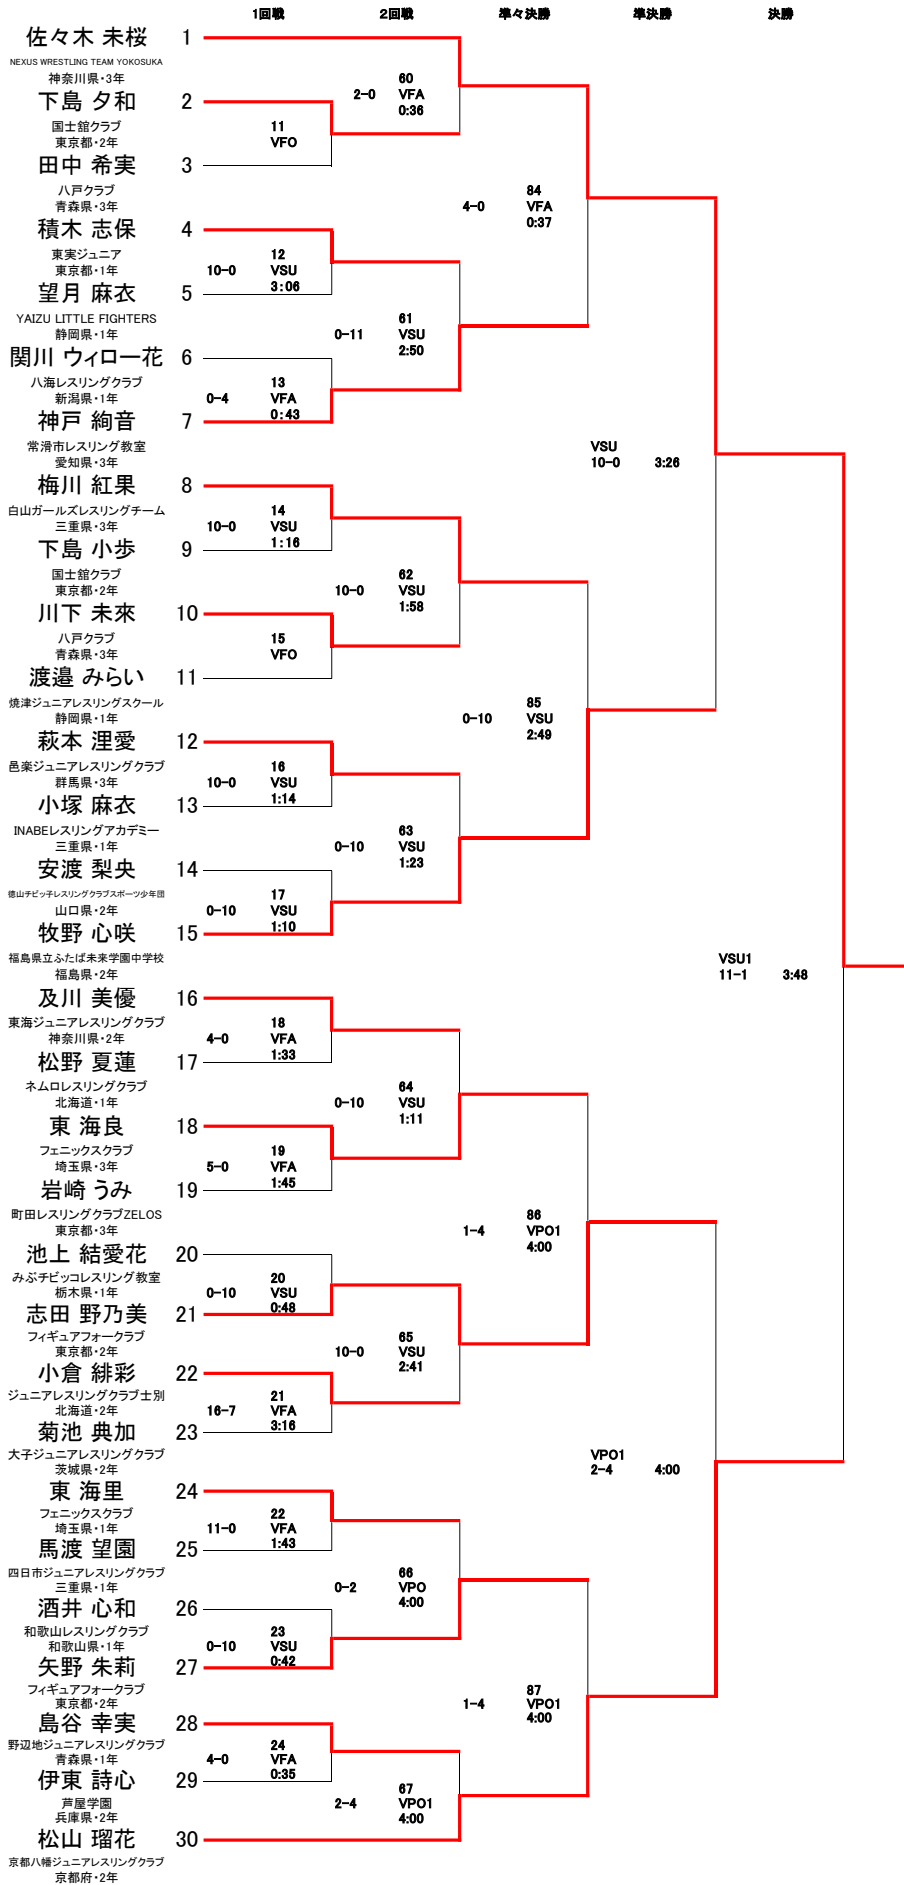 1回戦 2回戦 準々決勝 準決勝 決勝
佐々木 未桜 1
NEXUS WRESTLING TEAM YOKOSUKA
神奈川県・3年
60
2-0 VFA
0:36
下島 夕和 2
国士舘クラブ
東京都・2年
11
VFO
田中 希実 3
八戸クラブ
青森県・3年
84
4-0 VFA
0:37
積木 志保 4
東実ジュニア
東京都・1年
12
10-0 VSU
3:06
望月 麻衣 5
YAIZU LITTLE FIGHTERS
静岡県・1年
61
0-11 VSU
2:50
関川 ウィロー花 6
八海レスリングクラブ
新潟県・1年
13
0-4 VFA
0:43
神戸 絢音 7
常滑市レスリング教室
愛知県・3年
VSU
10-0 3:26
梅川 紅果 8
白山ガールズレスリングチーム
三重県・3年
14
10-0 VSU
1:16
下島 小歩 9
国士舘クラブ
東京都・2年
62
10-0 VSU
1:58
川下 未來 10
八戸クラブ
青森県・3年
15
VFO
渡邉 みらい 11
焼津ジュニアレスリングスクール
静岡県・1年
85
0-10 VSU
2:49
萩本 浬愛 12
邑楽ジュニアレスリングクラブ
群馬県・3年
16
10-0 VSU
1:14
小塚 麻衣 13
INABEレスリングアカデミー
三重県・1年
63
0-10 VSU
1:23
安渡 梨央 14
徳山チビッ子レスリングクラブスポーツ少年団
山口県・2年
17
0-10 VSU
1:10
牧野 心咲 15
福島県立ふたば未来学園中学校
福島県・2年
VSU1
11-1 3:48
及川 美優 16
東海ジュニアレスリングクラブ
神奈川県・2年
18
4-0 VFA
1:33
松野 夏蓮 17
ネムロレスリングクラブ
北海道・1年
64
0-10 VSU
1:11
東 海良 18
フェニックスクラブ
埼玉県・3年
19
5-0 VFA
1:45
岩崎 うみ 19
町田レスリングクラブZELOS
東京都・3年
86
1-4 VPO1
4:00
池上 結愛花 20
みぶチビッコレスリング教室
栃木県・1年
20
0-10 VSU
0:48
志田 野乃美 21
フィギュアフォークラブ
東京都・2年
65
10-0 VSU
2:41
小倉 緋彩 22
ジュニアレスリングクラブ士別
北海道・2年
21
16-7 VFA
3:16
菊池 典加 23
大子ジュニアレスリングクラブ
茨城県・2年
VPO1
2-4 4:00
東 海里 24
フェニックスクラブ
埼玉県・1年
22
11-0 VFA
1:43
馬渡 望園 25
四日市ジュニアレスリングクラブ
三重県・1年
66
0-2 VPO
4:00
酒井 心和 26
和歌山レスリングクラブ
和歌山県・1年
23
0-10 VSU
0:42
矢野 朱莉 27
フィギュアフォークラブ
東京都・2年
87
1-4 VPO1
4:00
島谷 幸実 28
野辺地ジュニアレスリングクラブ
青森県・1年
24
4-0 VFA
0:35
伊東 詩心 29
芦屋学園
兵庫県・2年
67
2-4 VPO1
4:00
松山 瑠花 30
京都八幡ジュニアレスリングクラブ
京都府・2年